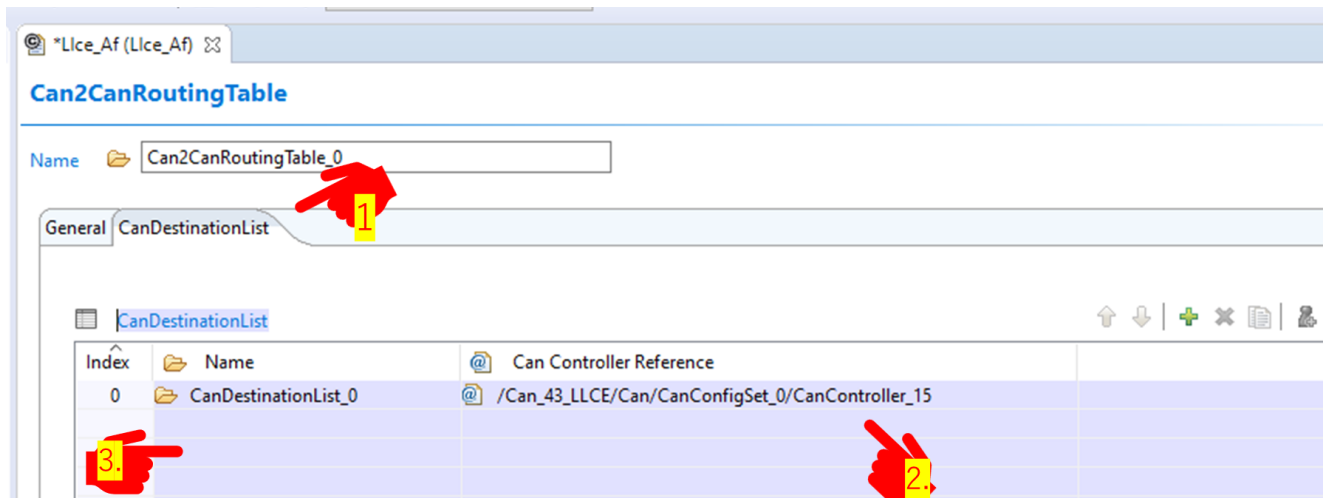 *Llce_Af (Llce_Af)
Can2CanRoutingTable
Name Can2CanRoutingTable_0
1
General CanDestinationList
CanDestinationList
Index Name Can Controller Reference
0 CanDestinationList_0 /Can_43_LLCE/Can/CanConfigSet_0/CanController_15
3.
2.